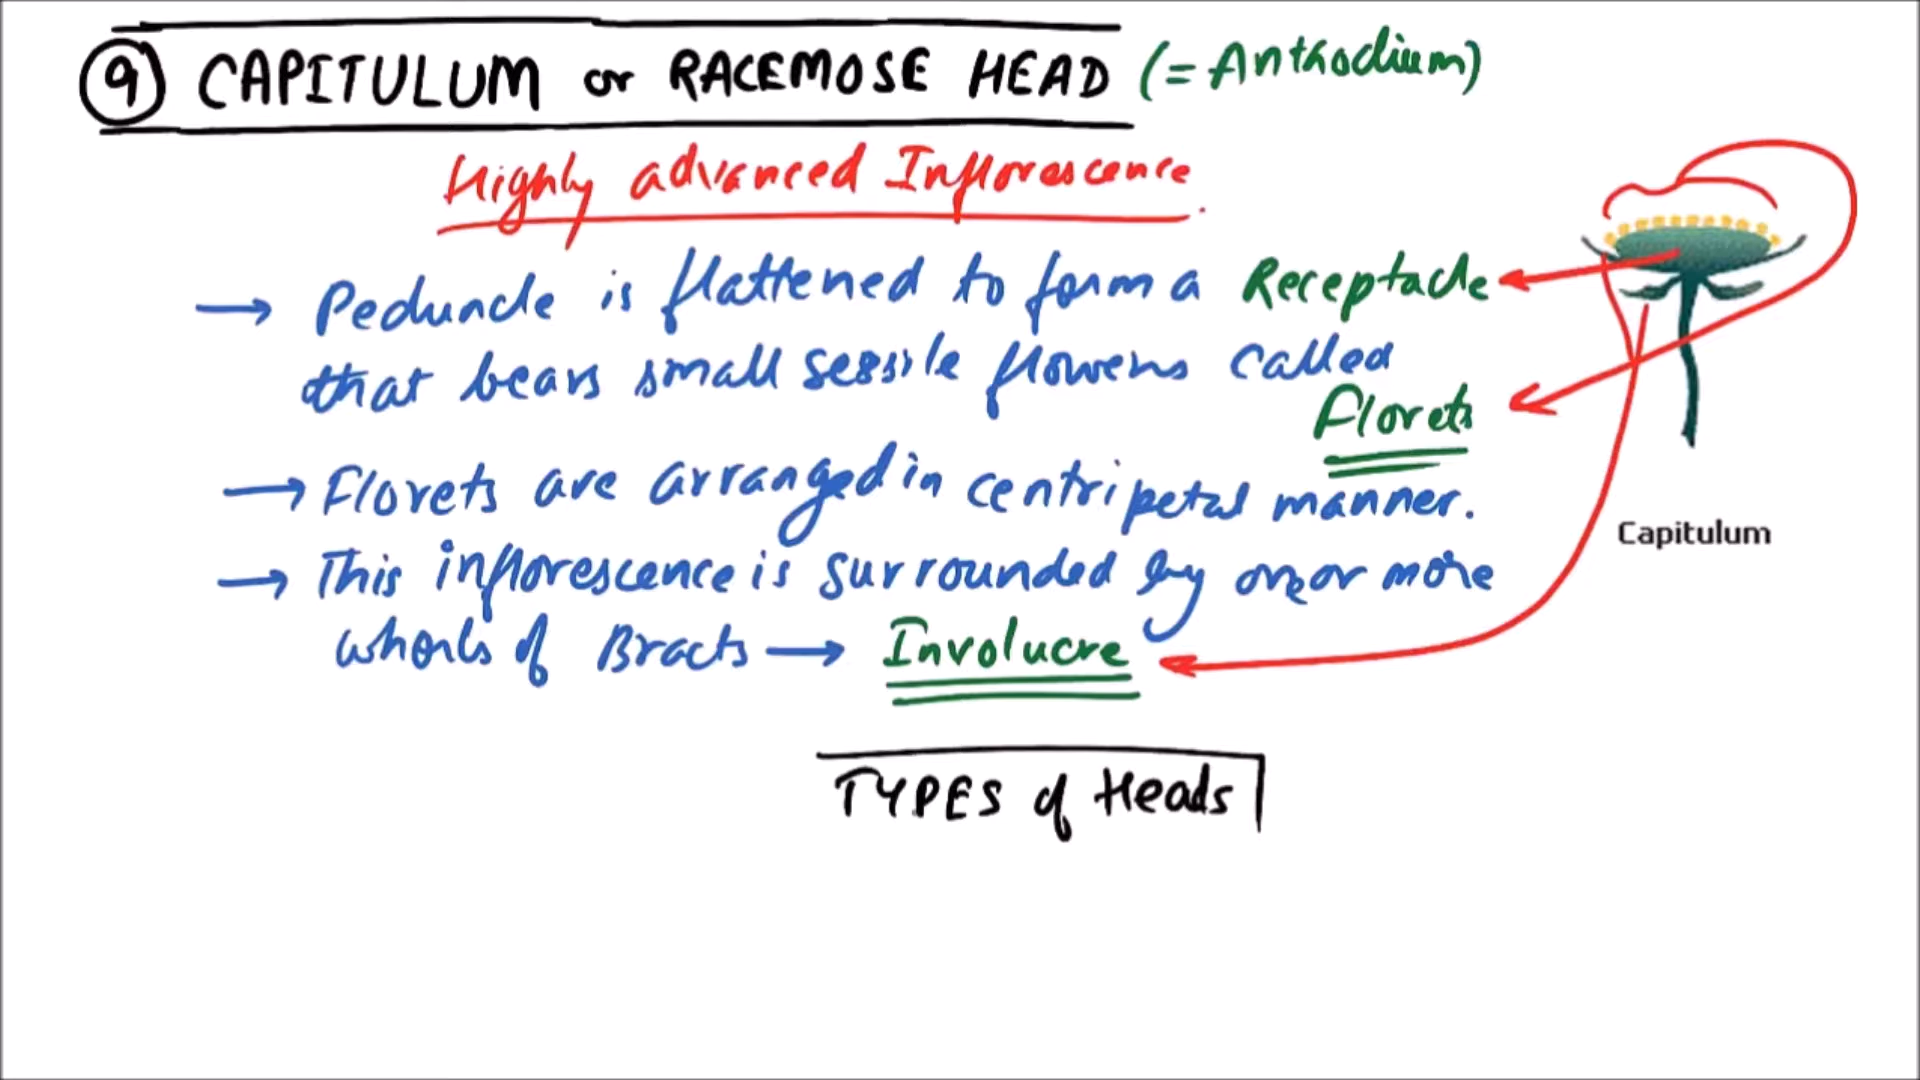 9 CAPITULUM or RACEMOSE HEAD (= Anthodium)
Highly advanced Inflorescence
→ Peduncle is flattened to form a Receptacle
that bears small sessile flowers called
Florets
→ Florets are arranged in centripetal manner.
Capitulum
→ This inflorescence is surrounded by one or more
whorls of Bracts → Involucre
TYPES of Heads